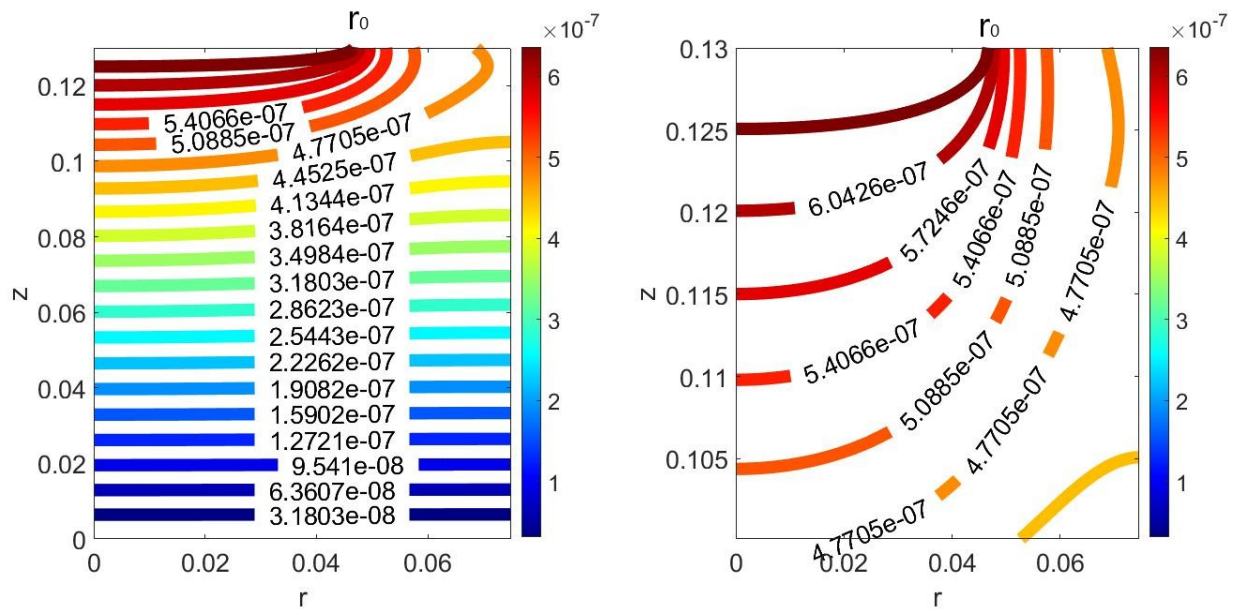 r₀
×10⁻⁷
0.12
0.1
0.08
0.06
0.04
0.02
0
z
5.4066e-07
5.0885e-07
4.7705e-07
4.4525e-07
4.1344e-07
3.8164e-07
3.4984e-07
3.1803e-07
2.8623e-07
2.5443e-07
2.2262e-07
1.9082e-07
1.5902e-07
1.2721e-07
9.541e-08
6.3607e-08
3.1803e-08
0 0.02 0.04 0.06
r
6
5
4
3
2
1
r₀
×10⁻⁷
0.13
0.125
0.12
0.115
0.11
0.105
z
6.0426e-07
5.7246e-07
5.4066e-07
5.0885e-07
4.7705e-07
5.4066e-07
5.0885e-07
4.7705e-07
4.7705e-07
0 0.02 0.04 0.06
r
6
5
4
3
2
1